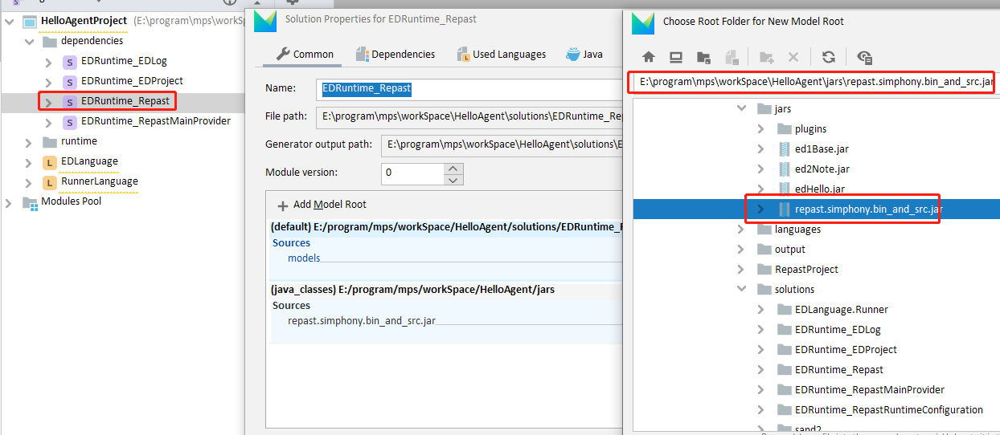 HelloAgentProject (E:\program\mps\workSp
dependencies
EDRuntime_EDLog
EDRuntime_EDProject
EDRuntime_Repast
EDRuntime_RepastMainProvider
runtime
EDLanguage
RunnerLanguage
Modules Pool
Solution Properties for EDRuntime_Repast
Common
Dependencies
Used Languages
Java
Name:
EDRuntime_Repast
File path:
E:\program\mps\workSpace\HelloAgent\solutions\EDRuntime_Repa
Generator output path:
E:\program\mps\workSpace\HelloAgent\solutions\E
Module version:
0
Add Model Root
(default) E:/program/mps/workSpace/HelloAgent/solutions/EDRuntime_R
Sources
models
(java_classes) E:/program/mps/workSpace/HelloAgent/jars
Sources
repast.simphony.bin_and_src.jar
Choose Root Folder for New Model Root
E:\program\mps\workSpace\HelloAgent\jars\repast.simphony.bin_and_src.jar
jars
plugins
ed1Base.jar
ed2Note.jar
edHello.jar
repast.simphony.bin_and_src.jar
languages
output
RepastProject
solutions
EDLanguage.Runner
EDRuntime_EDLog
EDRuntime_EDProject
EDRuntime_Repast
EDRuntime_RepastMainProvider
EDRuntime_RepastRuntimeConfiguration
sand2